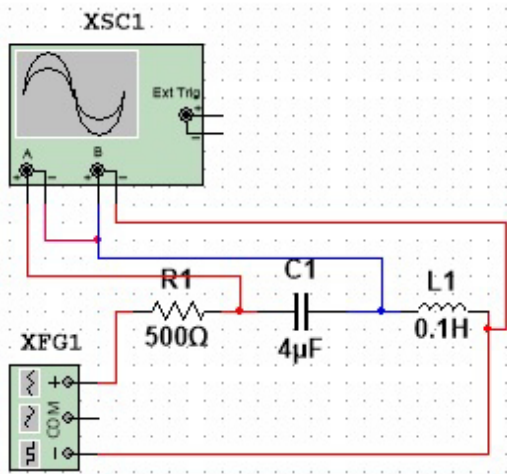 XSC1
Ext Trig
+
-
A
B
+ - + -
R1
C1
L1
500Ω
4µF
0.1H
XFG1
+
COM
-